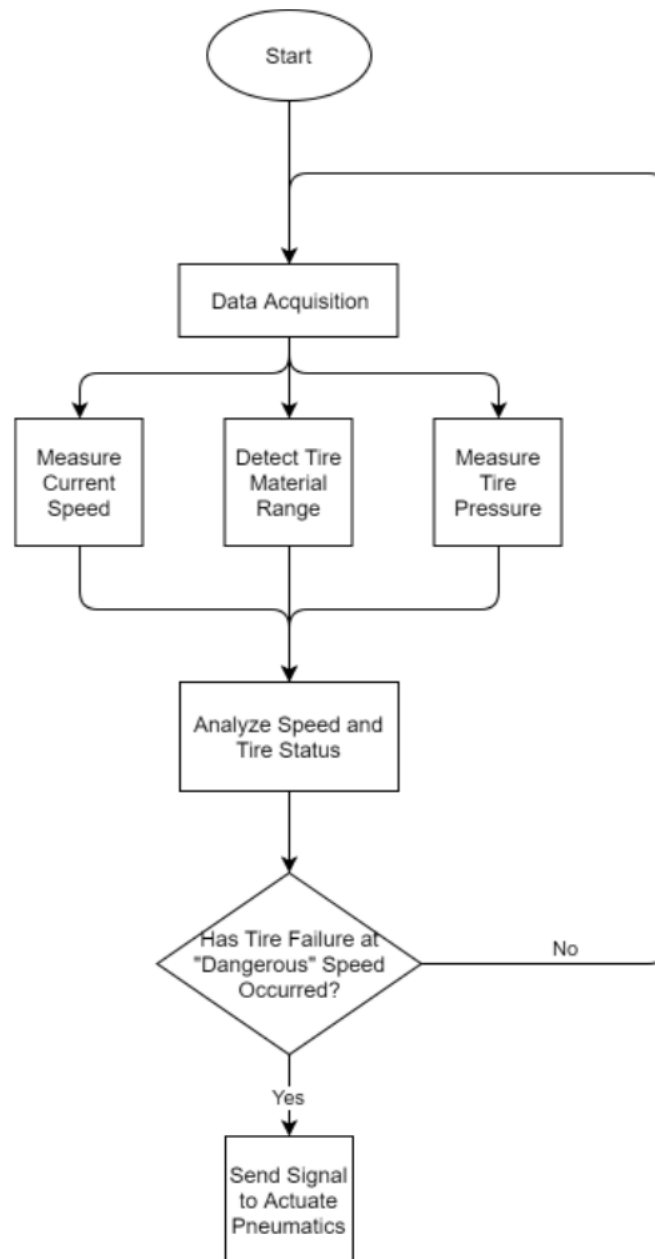 Start
Data Acquisition
Measure
Current
Speed
Detect Tire
Material
Range
Measure
Tire
Pressure
Analyze Speed and
Tire Status
Has Tire Failure at
"Dangerous" Speed
Occurred?
No
Yes
Send Signal
to Actuate
Pneumatics